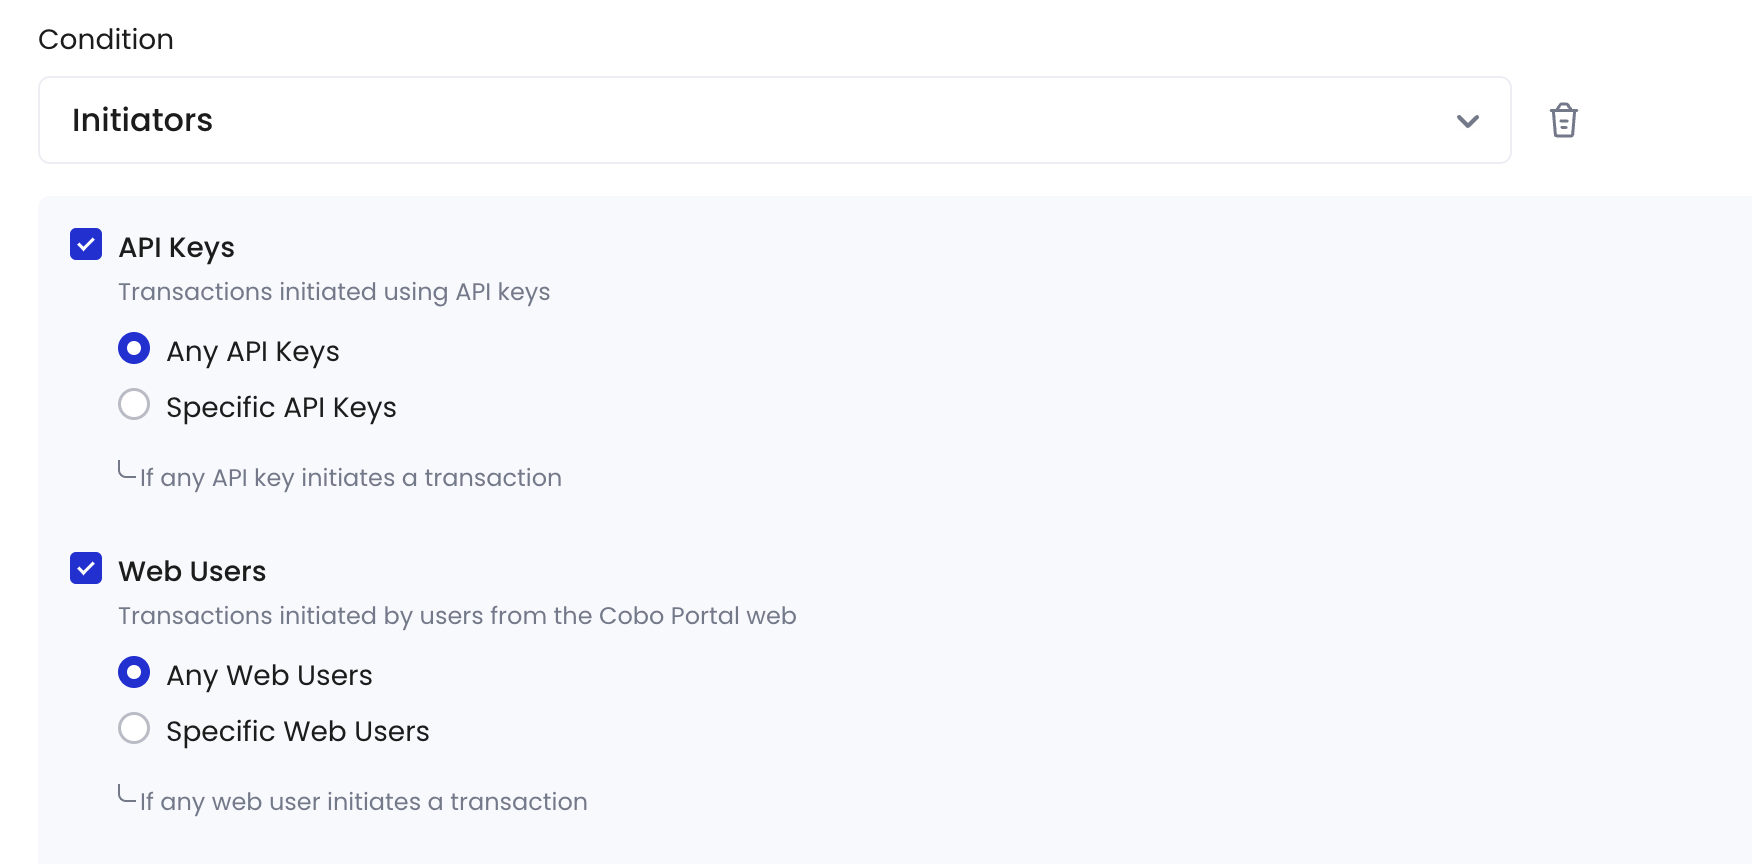 Condition
Initiators
API Keys
Transactions initiated using API keys
Any API Keys
Specific API Keys
If any API key initiates a transaction
Web Users
Transactions initiated by users from the Cobo Portal web
Any Web Users
Specific Web Users
If any web user initiates a transaction